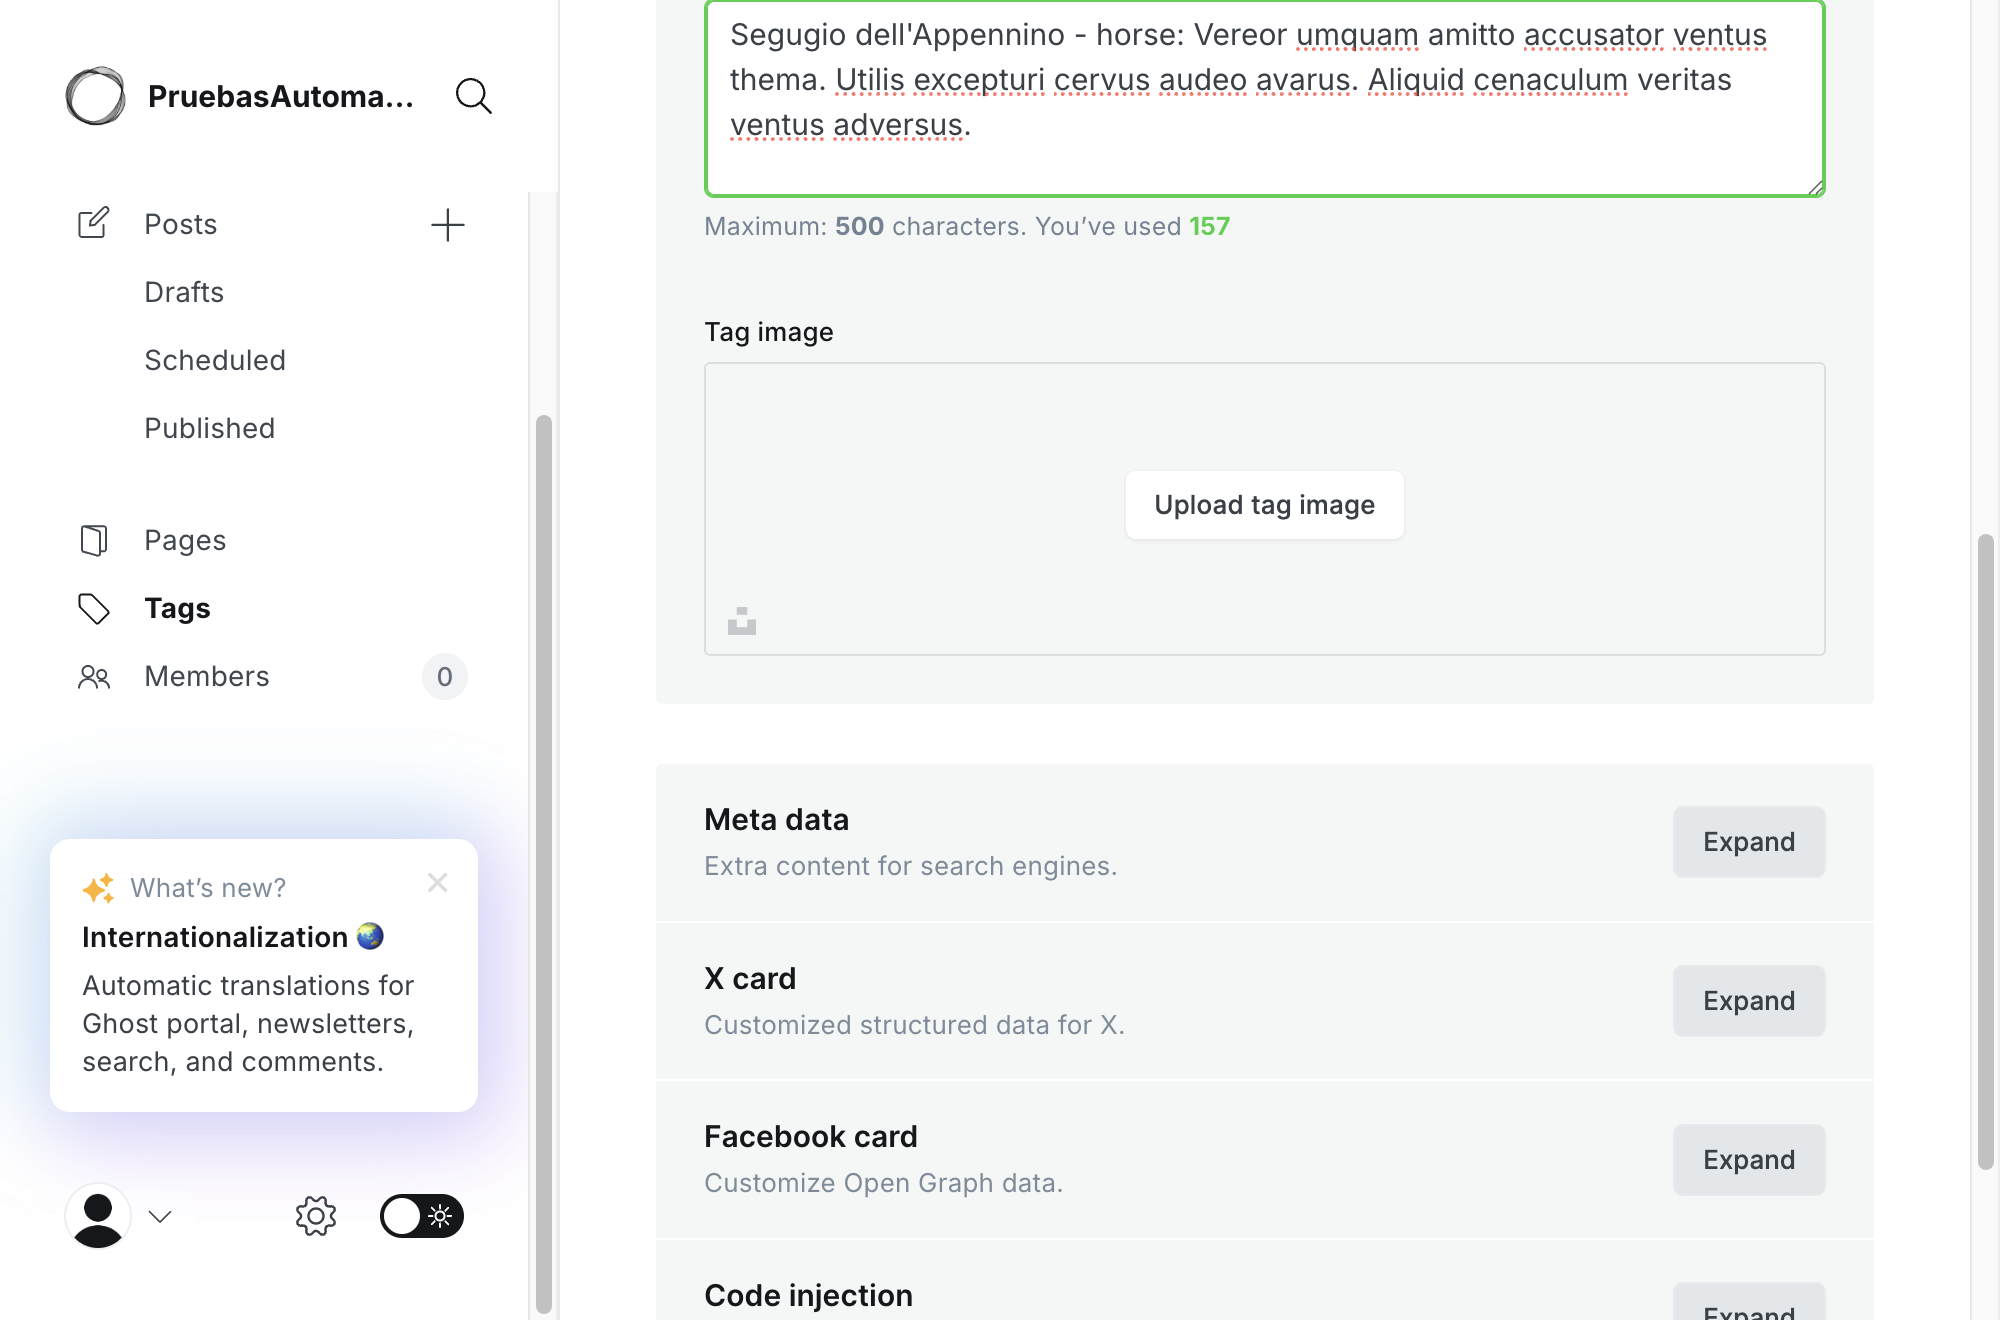 PruebasAutoma...
Posts
Drafts
Scheduled
Published
Pages
Tags
Members
0
What's new?
Internationalization
Automatic translations for
Ghost portal, newsletters,
search, and comments.
Segugio dell'Appennino - horse: Vereor umquam amitto accusator ventus
thema. Utilis excepturi cervus audeo avarus. Aliquid cenaculum veritas
ventus adversus.
Maximum: 500 characters. You’ve used 157
Tag image
Upload tag image
Meta data
Extra content for search engines.
Expand
X card
Customized structured data for X.
Expand
Facebook card
Customize Open Graph data.
Expand
Code injection
Expand